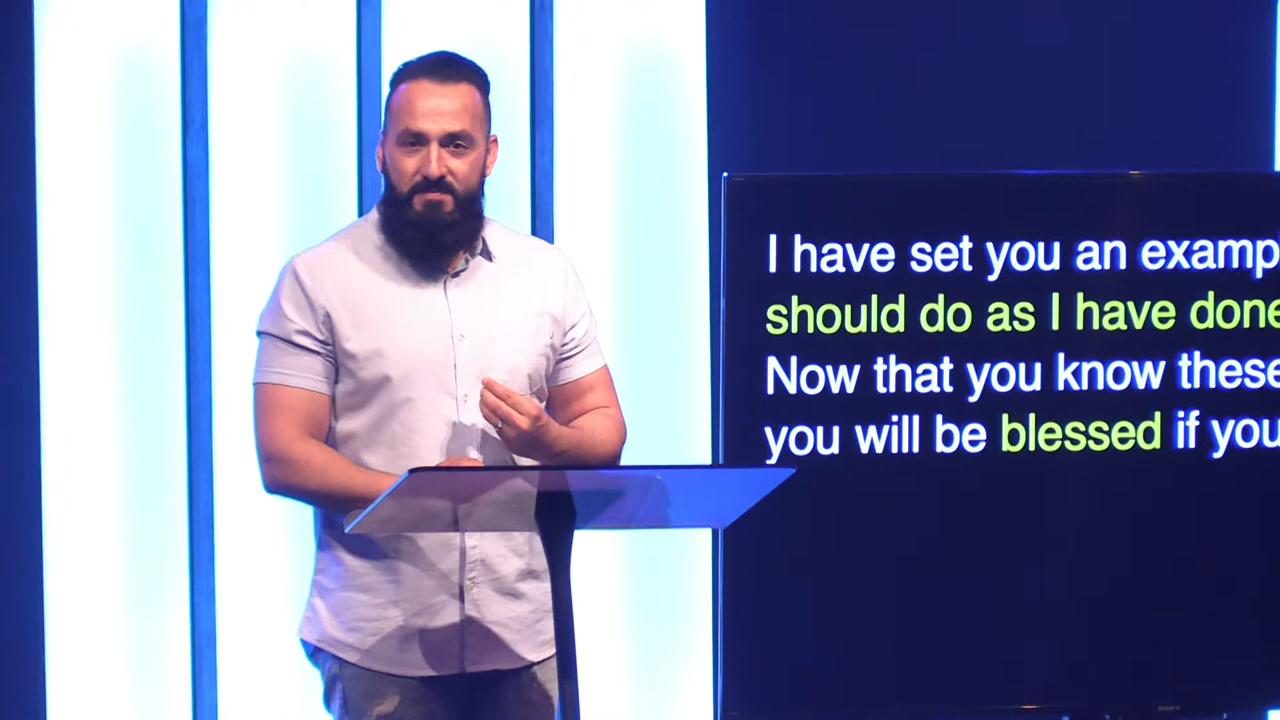 I have set you an examp
should do as I have done
Now that you know these
you will be blessed if you
SONY